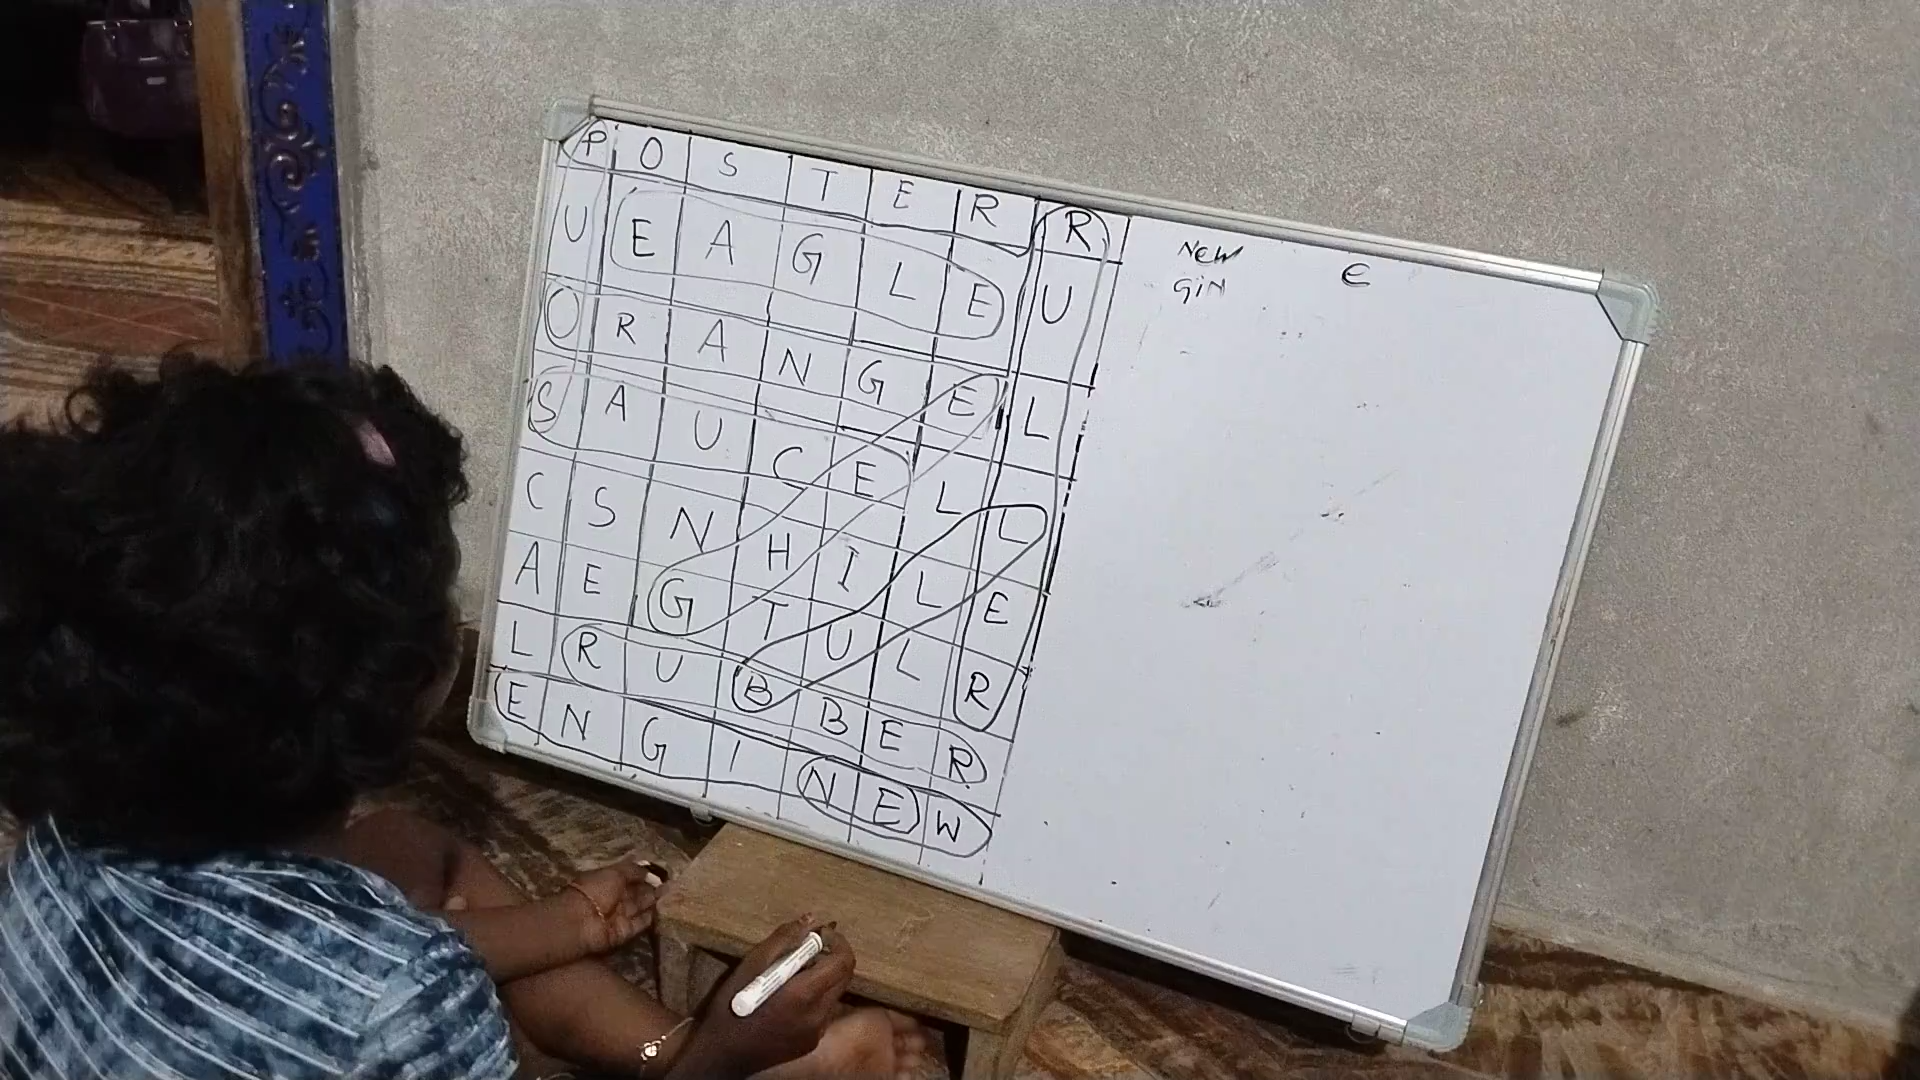 P O S T E R R
U E A G L E U
O R A N G E L
S A U C E L L
C S N H I L E
A E G T U L R
L R U B B E R
E N G I N E W
New
GiN
e